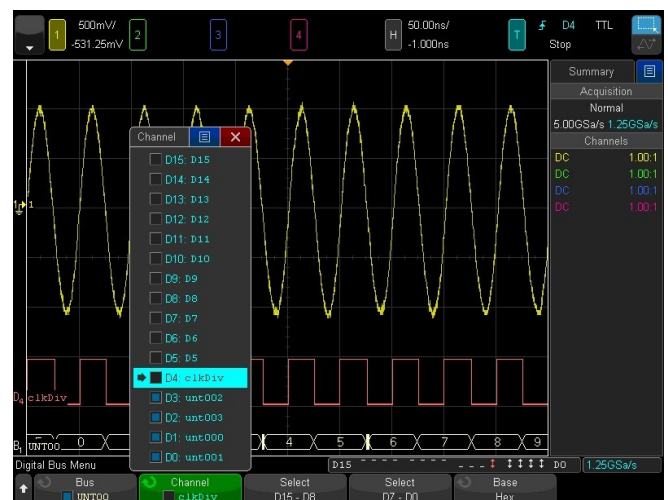 500mV/
1
-531.25mV
2
3
4
H
50.00ns/
-1.000ns
T
D4
TTL
Stop
Summary
Acquisition
Normal
5.00GSa/s 1.25GSa/s
Channels
DC 1.00:1
DC 1.00:1
DC 1.00:1
DC 1.00:1
Channel
D15: D15
D14: D14
D13: D13
D12: D12
D11: D11
D10: D10
D9: D9
D8: D8
D7: D7
D6: D6
D5: D5
D4: clkDiv
D3: unt002
D2: unt003
D1: unt000
D0: unt001
1
D4 clkDiv
B1 UNT00 0 4 5 6 7 8 9
Digital Bus Menu
D15
D0
1.25GSa/s
Bus
UNT00
Channel
clkDiv
Select
D15 - D8
Select
D7 - D0
Base
Hex